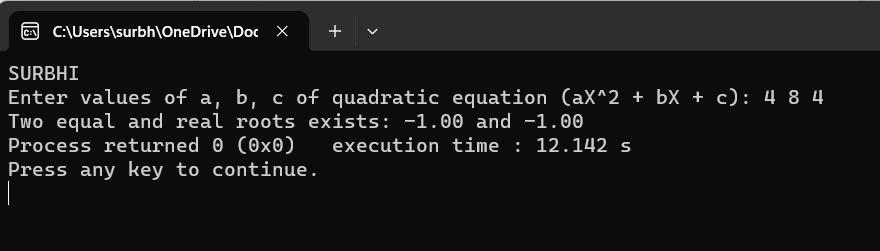 C:\Users\surbh\OneDrive\Doc
SURBHI
Enter values of a, b, c of quadratic equation (aX^2 + bX + c): 4 8 4
Two equal and real roots exists: -1.00 and -1.00
Process returned 0 (0x0)   execution time : 12.142 s
Press any key to continue.